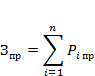 З_пр = ∑_{i=1}^{n} P_{i пр}